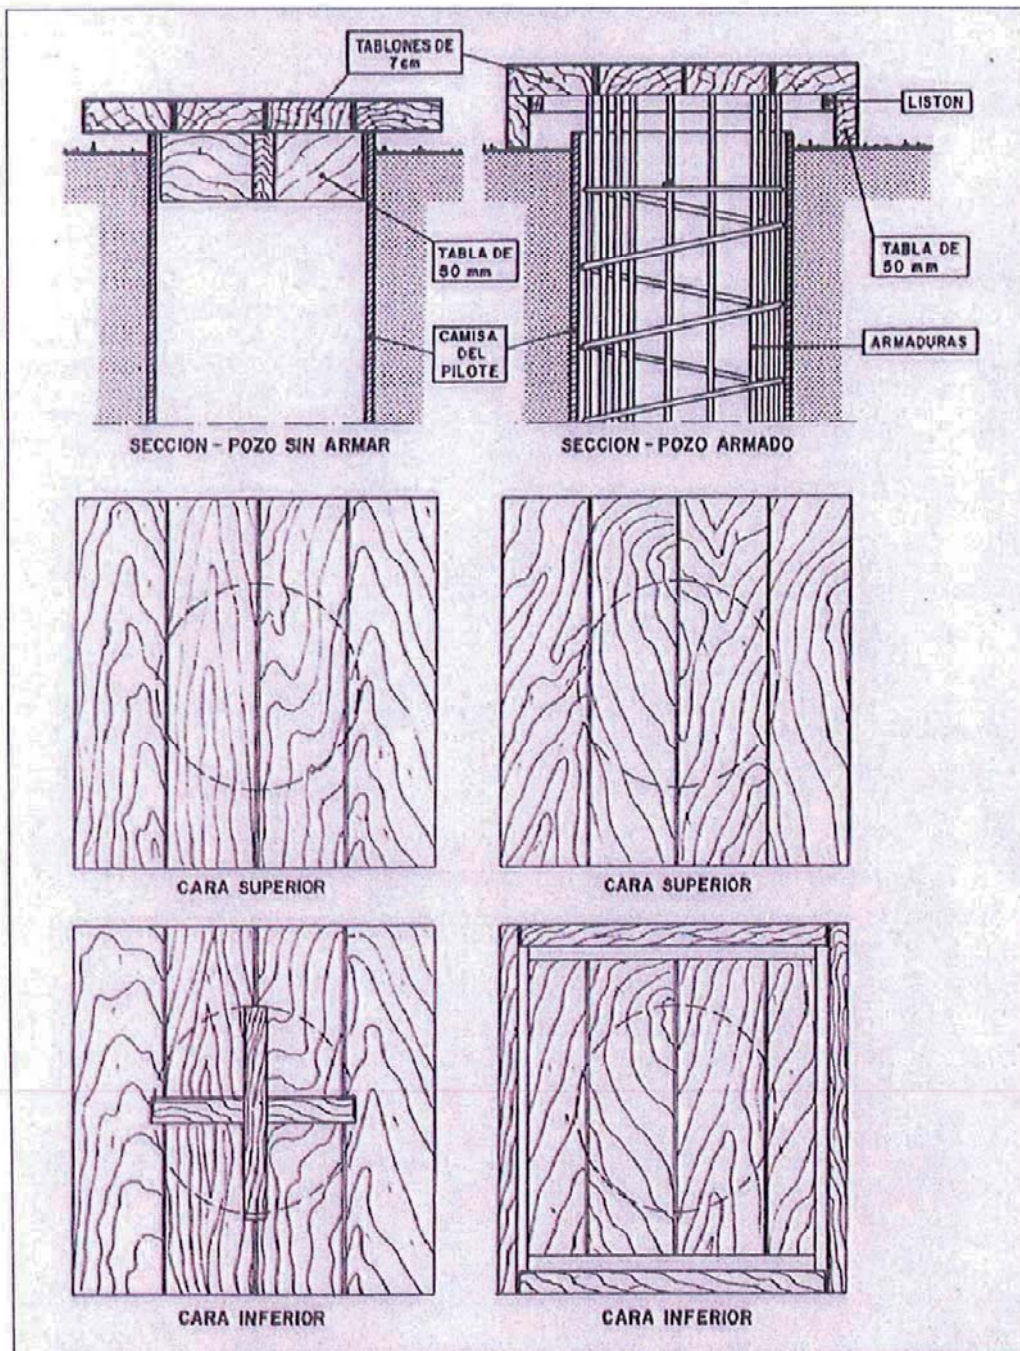 TABLONES DE
7 cm
LISTON
TABLA DE
50 mm
TABLA DE
50 mm
CAMISA
DEL
PILOTE
ARMADURAS
SECCION - POZO SIN ARMAR
SECCION - POZO ARMADO
CARA SUPERIOR
CARA SUPERIOR
CARA INFERIOR
CARA INFERIOR